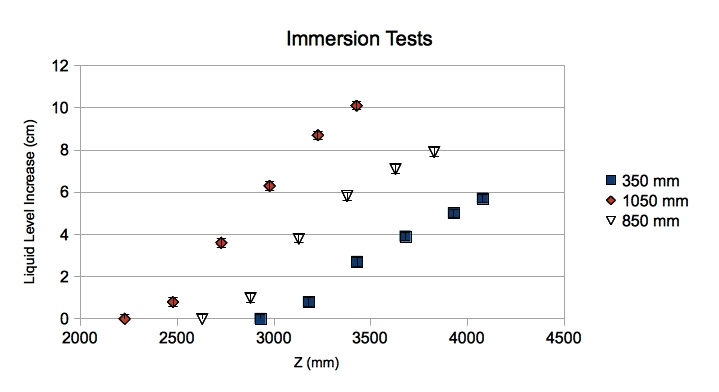 Immersion Tests
12
10
8
6
4
2
0
Liquid Level Increase (cm)
2000 2500 3000 3500 4000 4500
Z (mm)
350 mm
1050 mm
850 mm